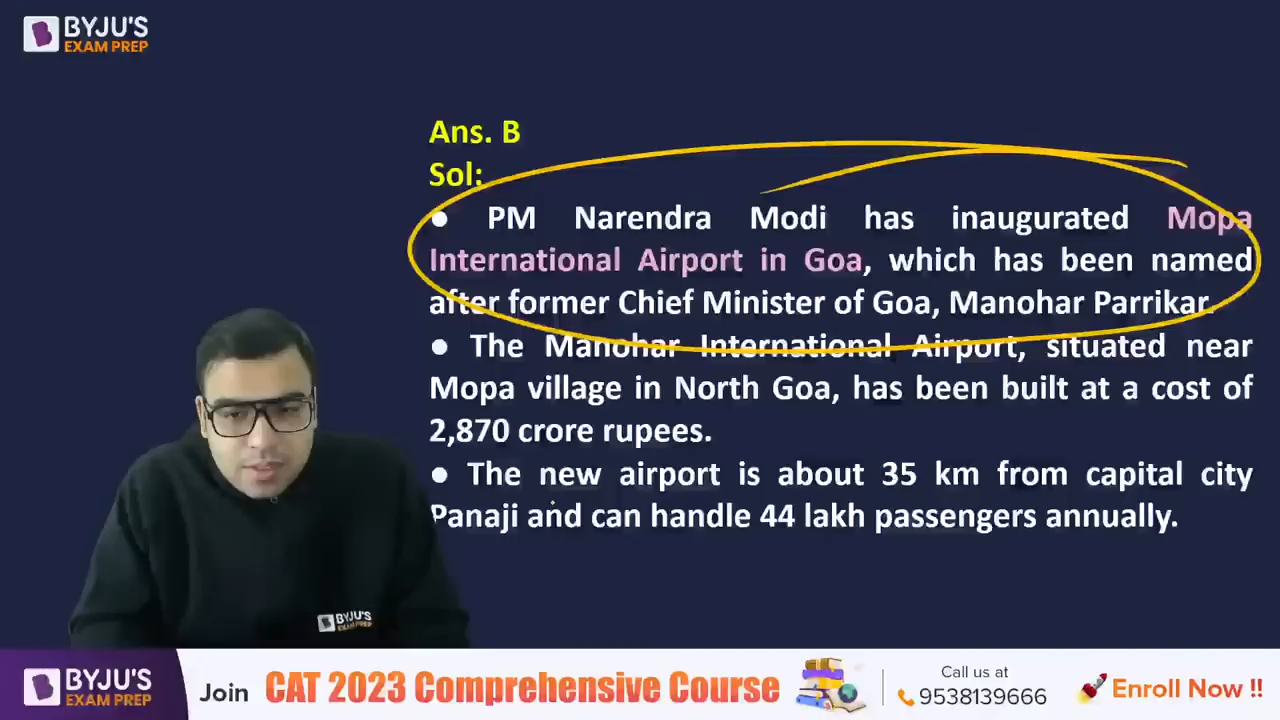 BYJU'S
EXAM PREP
Ans. B
Sol:
● PM Narendra Modi has inaugurated Mopa
International Airport in Goa, which has been named
after former Chief Minister of Goa, Manohar Parrikar.
● The Manohar International Airport, situated near
Mopa village in North Goa, has been built at a cost of
2,870 crore rupees.
● The new airport is about 35 km from capital city
Panaji and can handle 44 lakh passengers annually.
BYJU'S
EXAM PREP
BYJU'S
EXAM PREP
Join CAT 2023 Comprehensive Course
Call us at
9538139666
Enroll Now !!